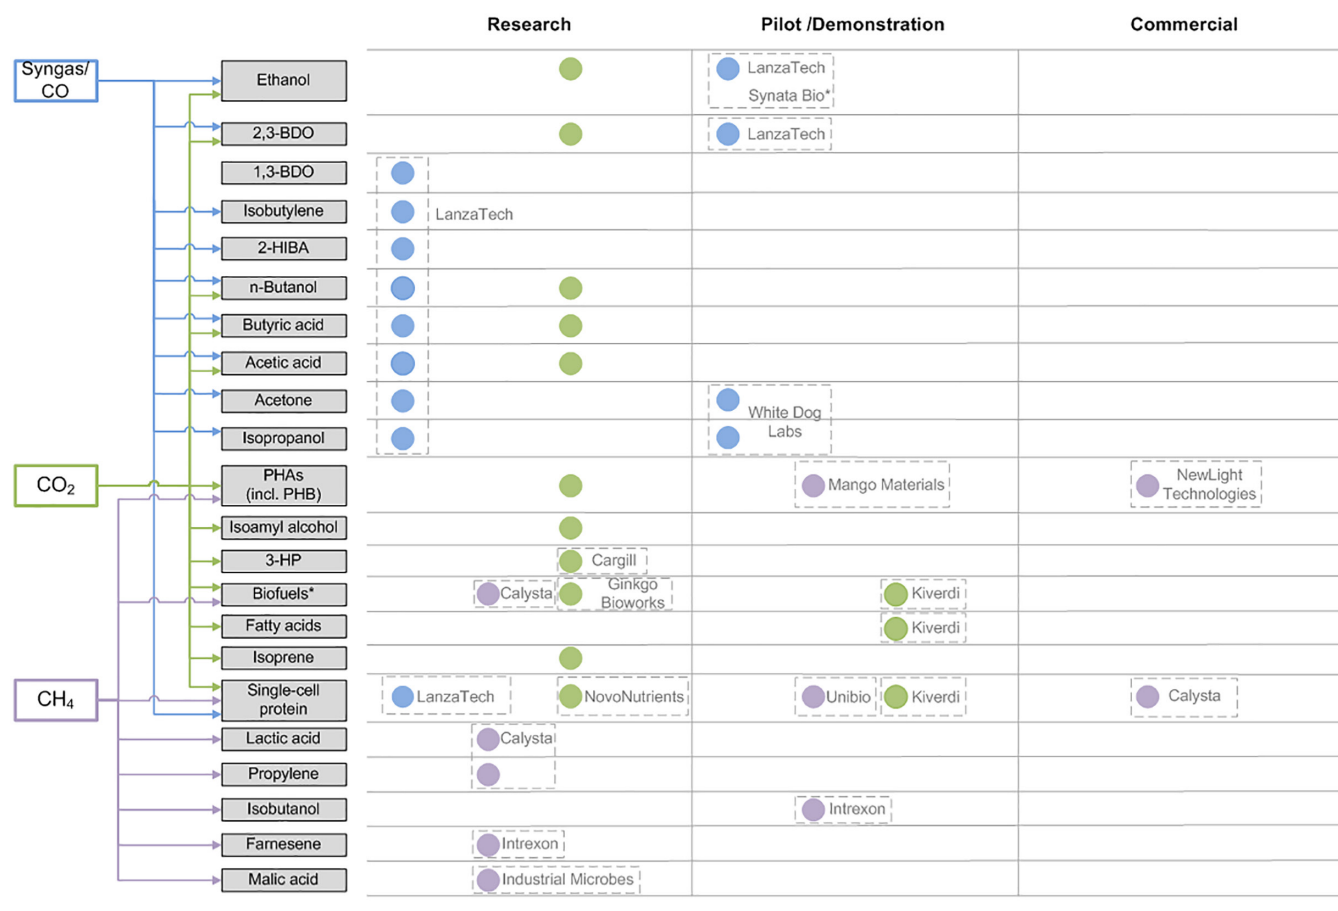 Research Pilot /Demonstration Commercial
Syngas/
CO
Ethanol
LanzaTech
Synata Bio*
2,3-BDO
LanzaTech
1,3-BDO
Isobutylene
LanzaTech
2-HIBA
n-Butanol
Butyric acid
Acetic acid
Acetone
White Dog
Labs
Isopropanol
CO₂
PHAs
(incl. PHB)
Mango Materials
NewLight
Technologies
Isoamyl alcohol
3-HP
Cargill
Biofuels*
Calysta
Ginkgo
Bioworks
Kiverdi
Fatty acids
Kiverdi
Isoprene
CH₄
Single-cell
protein
LanzaTech
NovoNutrients
Unibio
Kiverdi
Calysta
Lactic acid
Calysta
Propylene
Isobutanol
Intrexon
Farnesene
Intrexon
Malic acid
Industrial Microbes